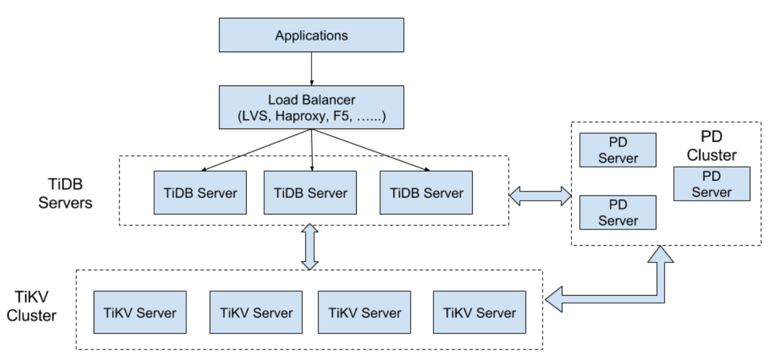 Applications
Load Balancer
(LVS, Haproxy, F5, …...)
TiDB
Servers
TiDB Server
TiDB Server
TiDB Server
PD
Cluster
PD
Server
PD
Server
PD
Server
TiKV
Cluster
TiKV Server
TiKV Server
TiKV Server
TiKV Server